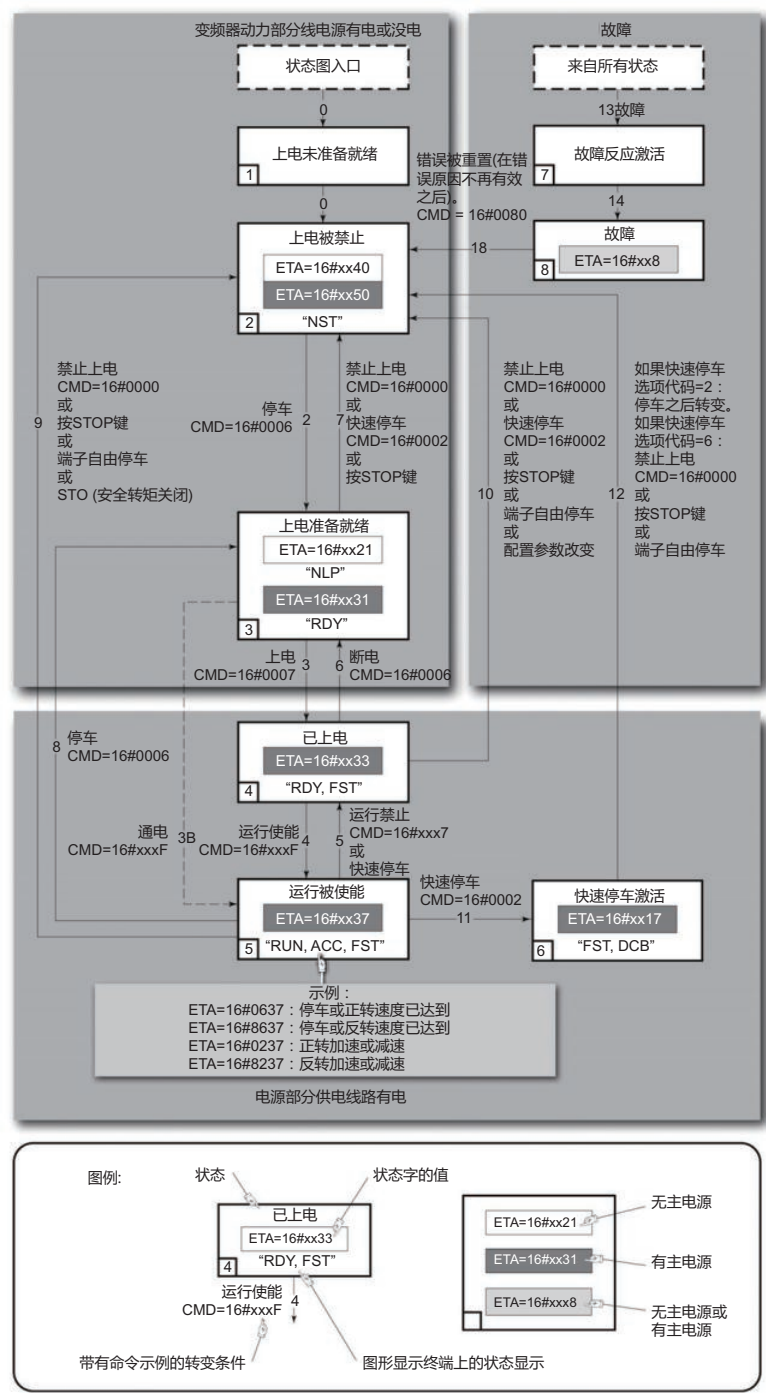 变频器动力部分线电源有电或没电
状态图入口
0
上电未准备就绪
1
0
上电被禁止
ETA=16#xx40
ETA=16#xx50
2
“NST”
故障
来自所有状态
13故障
故障反应激活
7
14
故障
ETA=16#xx8
8
错误被重置(在错
误原因不再有效
之后)。
CMD = 16#0080
18
9
禁止上电
CMD=16#0000
或
按STOP键
或
端子自由停车
或
STO (安全转矩关闭)
停车
CMD=16#0006
2
7
禁止上电
CMD=16#0000
或
快速停车
CMD=16#0002
或
按STOP键
10
禁止上电
CMD=16#0000
或
快速停车
CMD=16#0002
或
按STOP键
或
端子自由停车
或
配置参数改变
12
如果快速停车
选项代码=2：
停车之后转变。
如果快速停车
选项代码=6：
禁止上电
CMD=16#0000
或
按STOP键
或
端子自由停车
上电准备就绪
ETA=16#xx21
“NLP”
ETA=16#xx31
3
“RDY”
上电
CMD=16#0007
3
6
断电
CMD=16#0006
8
停车
CMD=16#0006
已上电
ETA=16#xx33
4
“RDY, FST”
通电
CMD=16#xxxF
3B
运行使能
CMD=16#xxxF
4
5
运行禁止
CMD=16#xxx7
或
快速停车
运行被使能
ETA=16#xx37
5
“RUN, ACC, FST”
快速停车
CMD=16#0002
11
快速停车激活
ETA=16#xx17
6
“FST, DCB”
示例：
ETA=16#0637：停车或正转速度已达到
ETA=16#8637：停车或反转速度已达到
ETA=16#0237：正转加速或减速
ETA=16#8237：反转加速或减速
电源部分供电线路有电
图例:
状态
状态字的值
已上电
ETA=16#xx33
4
“RDY, FST”
运行使能
CMD=16#xxxF
4
带有命令示例的转变条件
图形显示终端上的状态显示
ETA=16#xx21
无主电源
ETA=16#xx31
有主电源
ETA=16#xxx8
无主电源或
有主电源